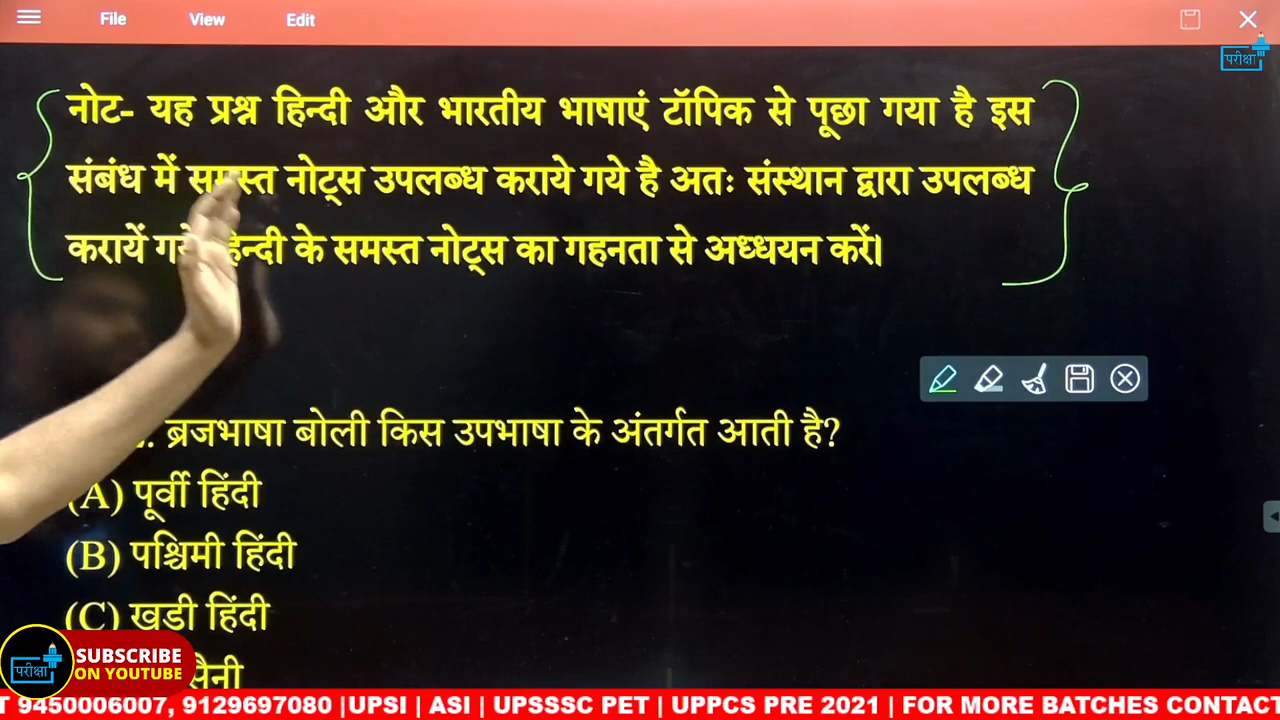 File View Edit
परीक्षा
नोट- यह प्रश्न हिन्दी और भारतीय भाषाएं टॉपिक से पूछा गया है इस
संबंध में समस्त नोट्स उपलब्ध कराये गये है अतः संस्थान द्वारा उपलब्ध
करायें हिन्दी के समस्त नोट्स का गहनता से अध्धयन करें।
ब्रजभाषा बोली किस उपभाषा के अंतर्गत आती है?
(A) पूर्वी हिंदी
(B) पश्चिमी हिंदी
(C) खडी हिंदी
परीक्षा
SUBSCRIBE
ON YOUTUBE
T 9450006007, 9129697080 |UPSI | ASI | UPSSSC PET | UPPCS PRE 2021 | FOR MORE BATCHES CONTACT